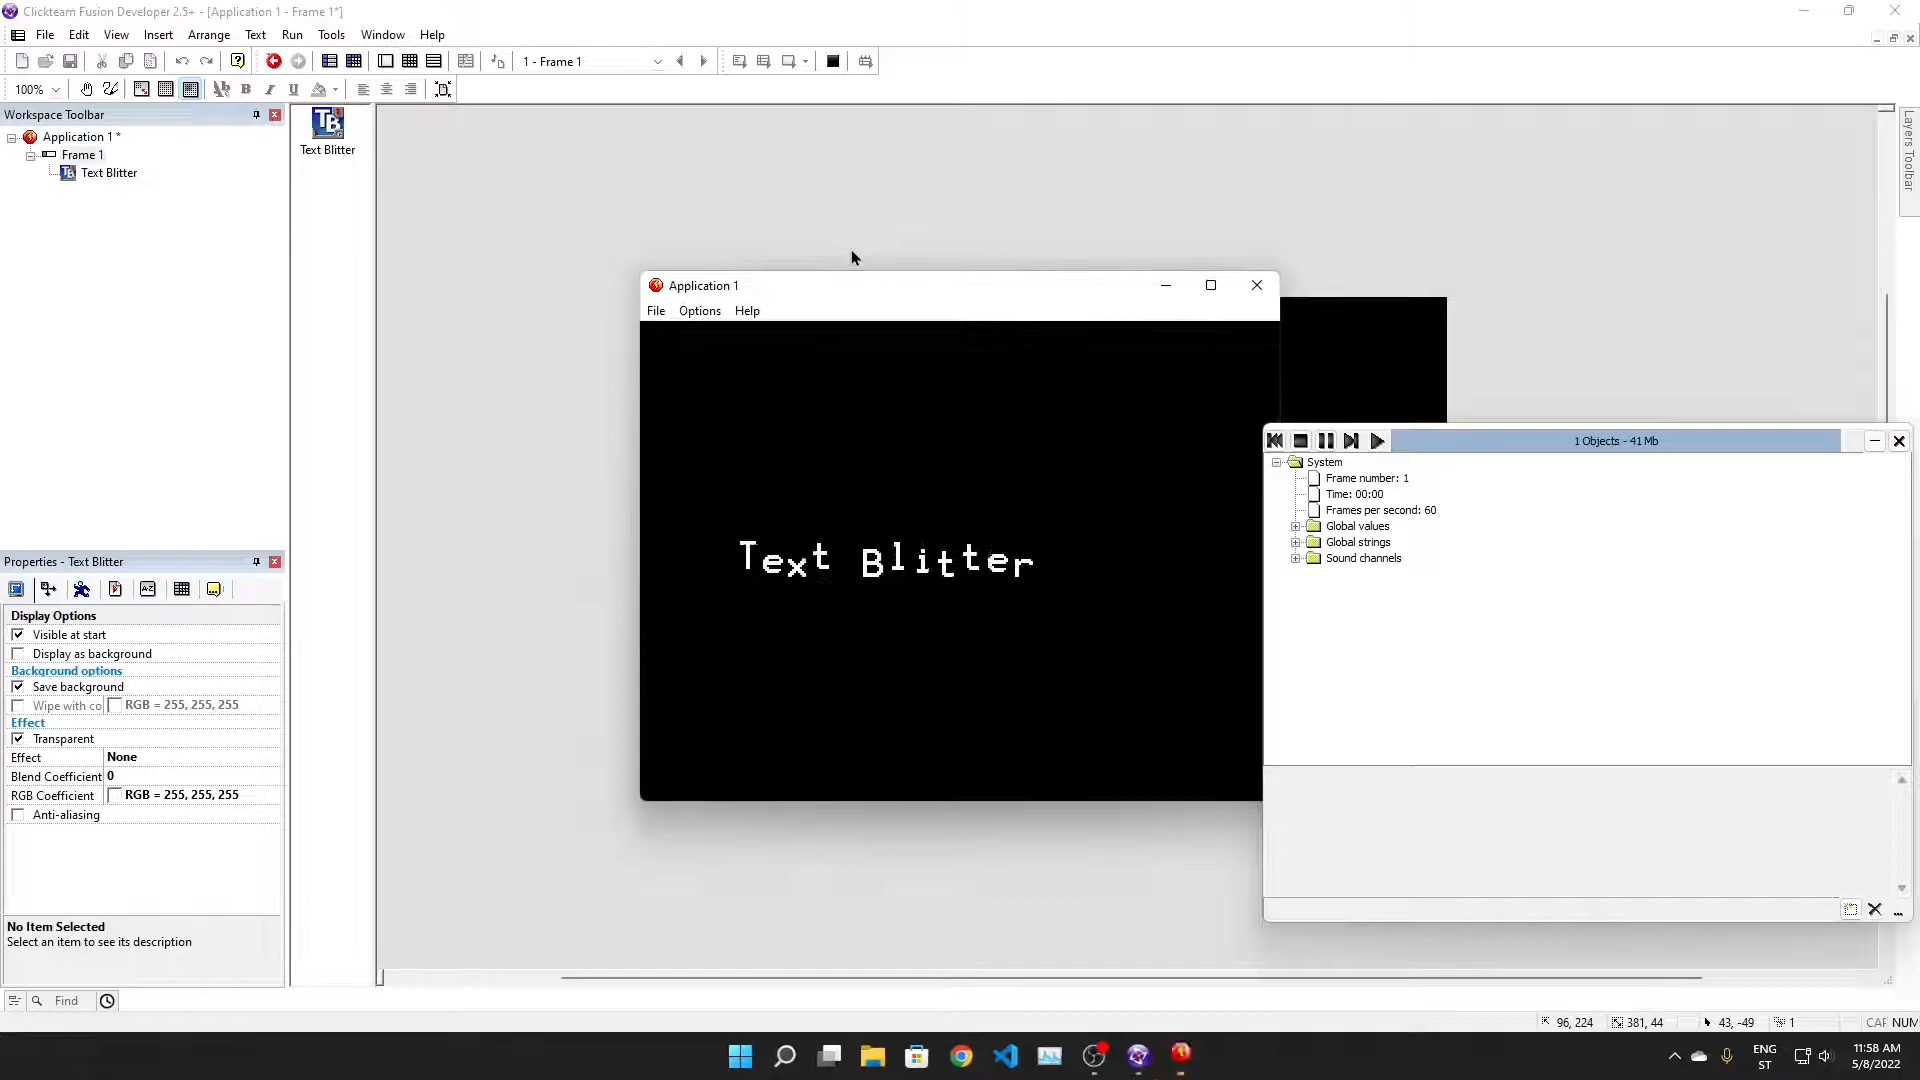 Clickteam Fusion Developer 2.5+ - [Application 1 - Frame 1*]
File Edit View Insert Arrange Text Run Tools Window Help
1 - Frame 1
100%
Workspace Toolbar
Application 1 *
Frame 1
Text Blitter
Text Blitter
Layers Toolbar
Application 1
File Options Help
Text Blitter
1 Objects - 41 Mb
System
Frame number: 1
Time: 00:00
Frames per second: 60
Global values
Global strings
Sound channels
Properties - Text Blitter
Display Options
Visible at start
Display as background
Background options
Save background
Wipe with co RGB = 255, 255, 255
Effect
Transparent
Effect None
Blend Coefficient 0
RGB Coefficient RGB = 255, 255, 255
Anti-aliasing
No Item Selected
Select an item to see its description
Find
96, 224 381, 44 43, -49 1 CAP NUM
ENG
ST
11:58 AM
5/8/2022